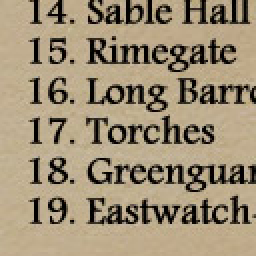 14. Sable Hall
15. Rimegate
16. Long Barro
17. Torches
18. Greenguar
19. Eastwatch-